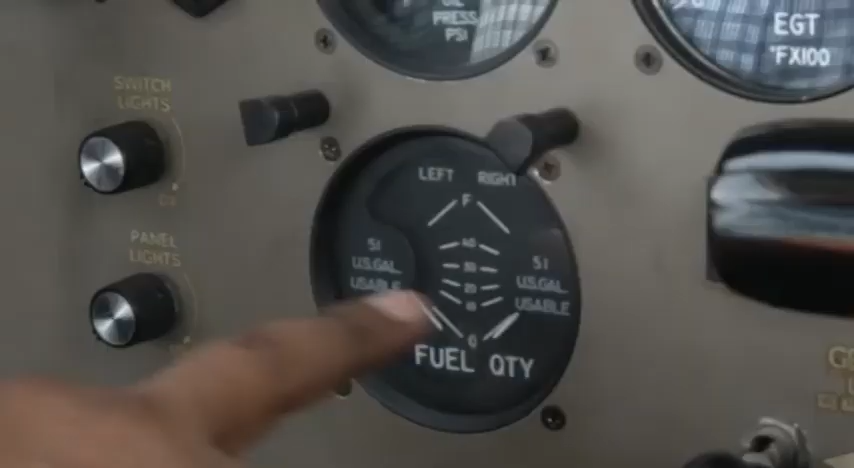 PRESS
PSI
EGT
°FX100
SWITCH
LIGHTS
LEFT RIGHT
F
PANEL
LIGHTS
51
U.S.GAL.
USABLE
40
30
20
10
0
51
U.S.GAL.
USABLE
FUEL QTY